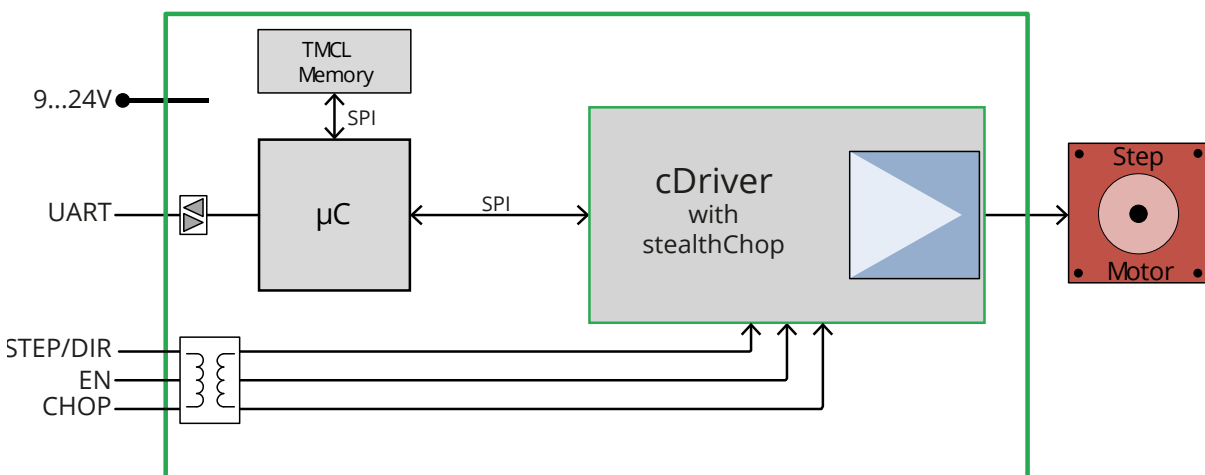 TMCL
Memory
9...24V
SPI
UART
µC
SPI
cDriver
with
stealthChop
Step
Motor
STEP/DIR
EN
CHOP